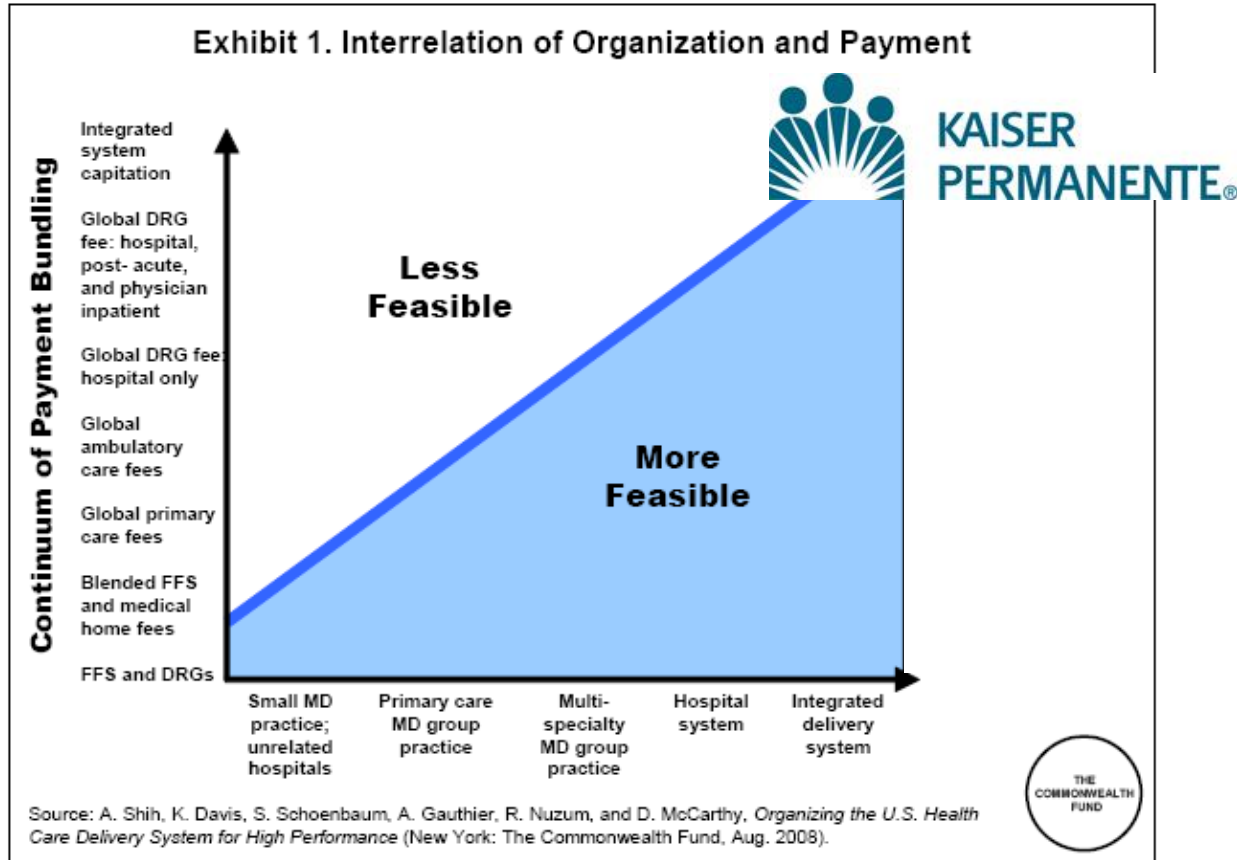 Exhibit 1. Interrelation of Organization and Payment
KAISER
PERMANENTE®
Continuum of Payment Bundling
Integrated
system
capitation
Global DRG
fee: hospital,
post- acute,
and physician
inpatient
Global DRG fee:
hospital only
Global
ambulatory
care fees
Global primary
care fees
Blended FFS
and medical
home fees
FFS and DRGs
Less
Feasible
More
Feasible
Small MD
practice;
unrelated
hospitals
Primary care
MD group
practice
Multi-
specialty
MD group
practice
Hospital
system
Integrated
delivery
system
THE
COMMONWEALTH
FUND
Source: A. Shih, K. Davis, S. Schoenbaum, A. Gauthier, R. Nuzum, and D. McCarthy, Organizing the U.S. Health
Care Delivery System for High Performance (New York: The Commonwealth Fund, Aug. 2008).